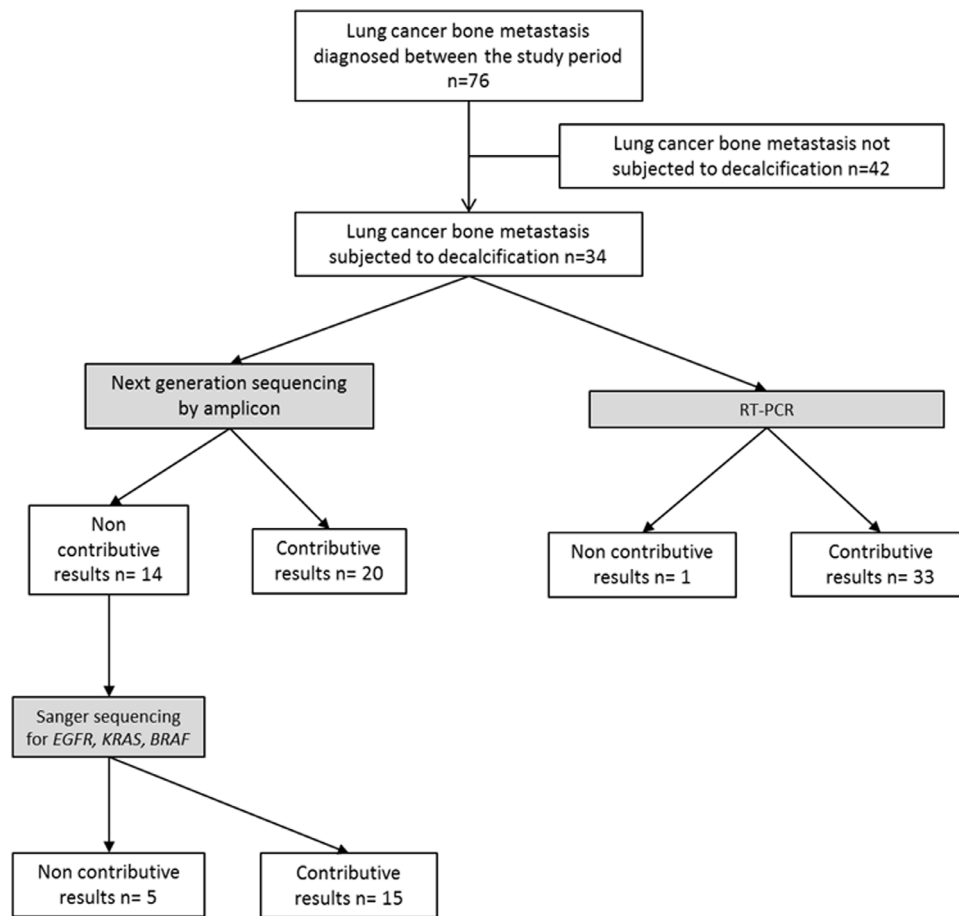 Lung cancer bone metastasis
diagnosed between the study period
n=76
Lung cancer bone metastasis not
subjected to decalcification n=42
Lung cancer bone metastasis
subjected to decalcification n=34
Next generation sequencing
by amplicon
RT-PCR
Non
contributive
results n= 14
Contributive
results n= 20
Non contributive
results n= 1
Contributive
results n= 33
Sanger sequencing
for EGFR, KRAS, BRAF
Non contributive
results n= 5
Contributive
results n= 15